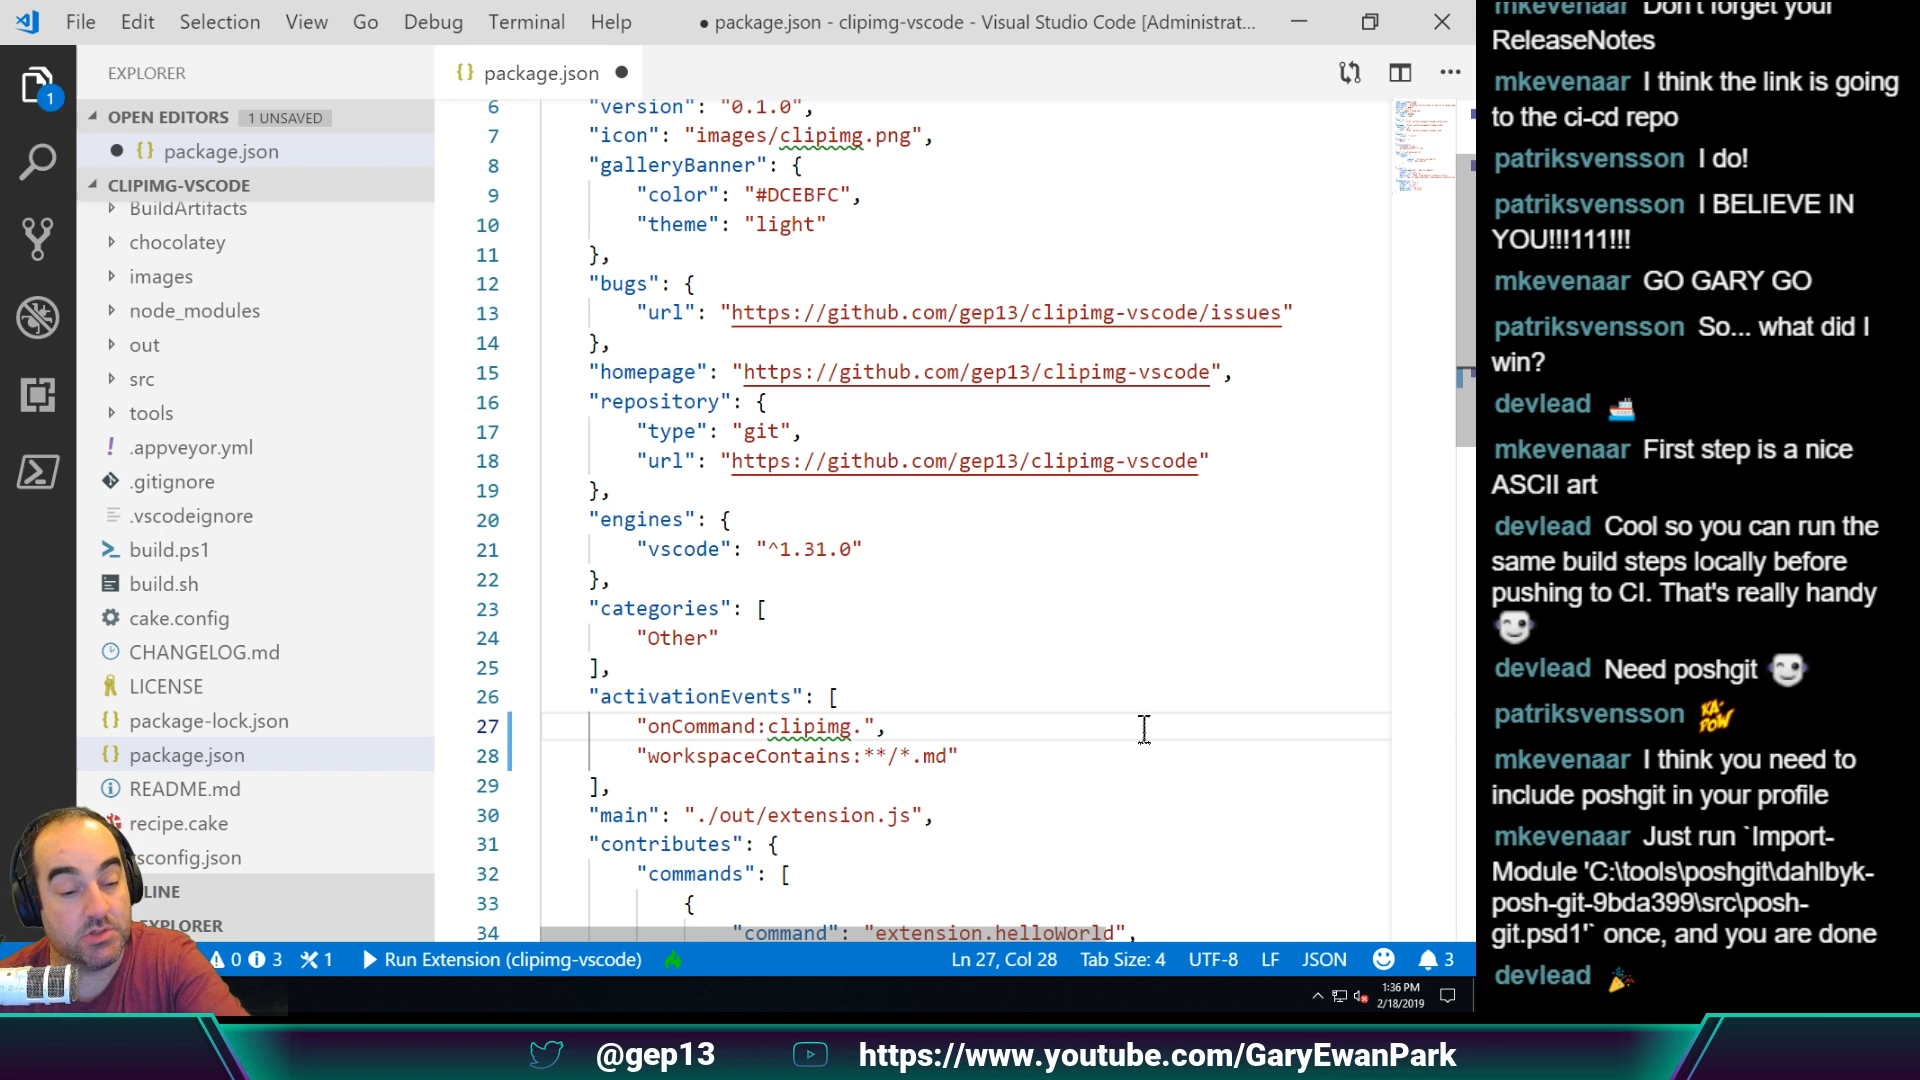 File Edit Selection View Go Debug Terminal Help
● package.json - clipimg-vscode - Visual Studio Code [Administrat...
EXPLORER
OPEN EDITORS 1 UNSAVED
package.json
CLIPIMG-VSCODE
BuildArtifacts
chocolatey
images
node_modules
out
src
tools
.appveyor.yml
.gitignore
.vscodeignore
build.ps1
build.sh
cake.config
CHANGELOG.md
LICENSE
package-lock.json
package.json
README.md
recipe.cake
sconfig.json
LINE
EXPLORER
1
{} package.json ●
6 "version": "0.1.0",
7 "icon": "images/clipimg.png",
8 "galleryBanner": {
9 "color": "#DCEBFC",
10 "theme": "light"
11 },
12 "bugs": {
13 "url": "https://github.com/gep13/clipimg-vscode/issues"
14 },
15 "homepage": "https://github.com/gep13/clipimg-vscode",
16 "repository": {
17 "type": "git",
18 "url": "https://github.com/gep13/clipimg-vscode"
19 },
20 "engines": {
21 "vscode": "^1.31.0"
22 },
23 "categories": [
24 "Other"
25 ],
26 "activationEvents": [
27 "onCommand:clipimg.",
28 "workspaceContains:**/*.md"
29 ],
30 "main": "./out/extension.js",
31 "contributes": {
32 "commands": [
33 {
34 "command": "extension.helloWorld",
0 3 1 Run Extension (clipimg-vscode) Ln 27, Col 28 Tab Size: 4 UTF-8 LF JSON 3
1:36 PM
2/18/2019
mkevenaar Don't forget your
ReleaseNotes
mkevenaar I think the link is going
to the ci-cd repo
patriksvensson I do!
patriksvensson I BELIEVE IN
YOU!!!111!!!
mkevenaar GO GARY GO
patriksvensson So... what did I
win?
devlead
mkevenaar First step is a nice
ASCII art
devlead Cool so you can run the
same build steps locally before
pushing to CI. That's really handy
devlead Need poshgit
patriksvensson KA POW
mkevenaar I think you need to
include poshgit in your profile
mkevenaar Just run `Import-
Module 'C:\tools\poshgit\dahlbyk-
posh-git-9bda399\src\posh-
git.psd1'` once, and you are done
devlead
@gep13 https://www.youtube.com/GaryEwanPark